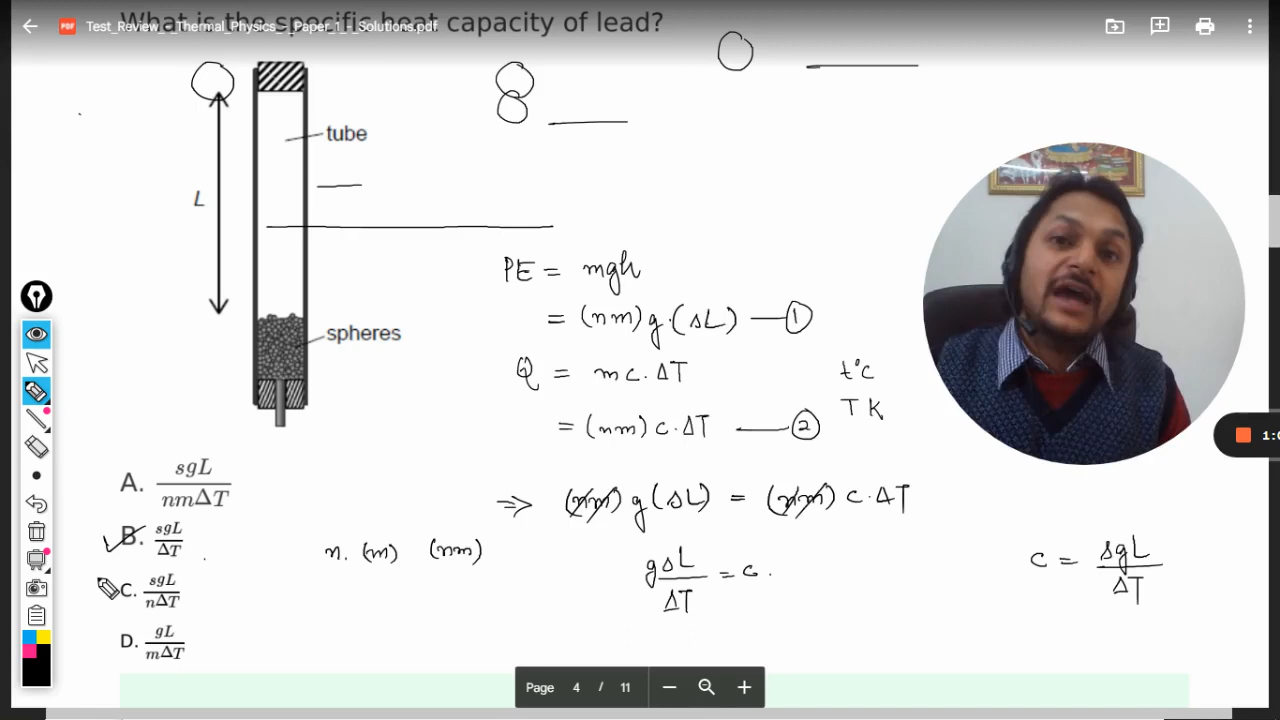 What is the specific heat capacity of lead?
PDF Test_Review_-_Thermal_Physics_-_Paper_1_-_Solutions.pdf
tube
L
spheres
PE = mgh
= (nm) g.(sL) — 1
Q = mc.ΔT
= (nm) c.ΔT — 2
t°C
T K
⇒ (nm) g(sL) = (nm) c.ΔT
gsL/ΔT = c.
c = sgL/ΔT
n. (m) (nm)
A. sgL/nmΔT
B. sgL/ΔT
C. sgL/nΔT
D. gL/mΔT
Page 4 / 11